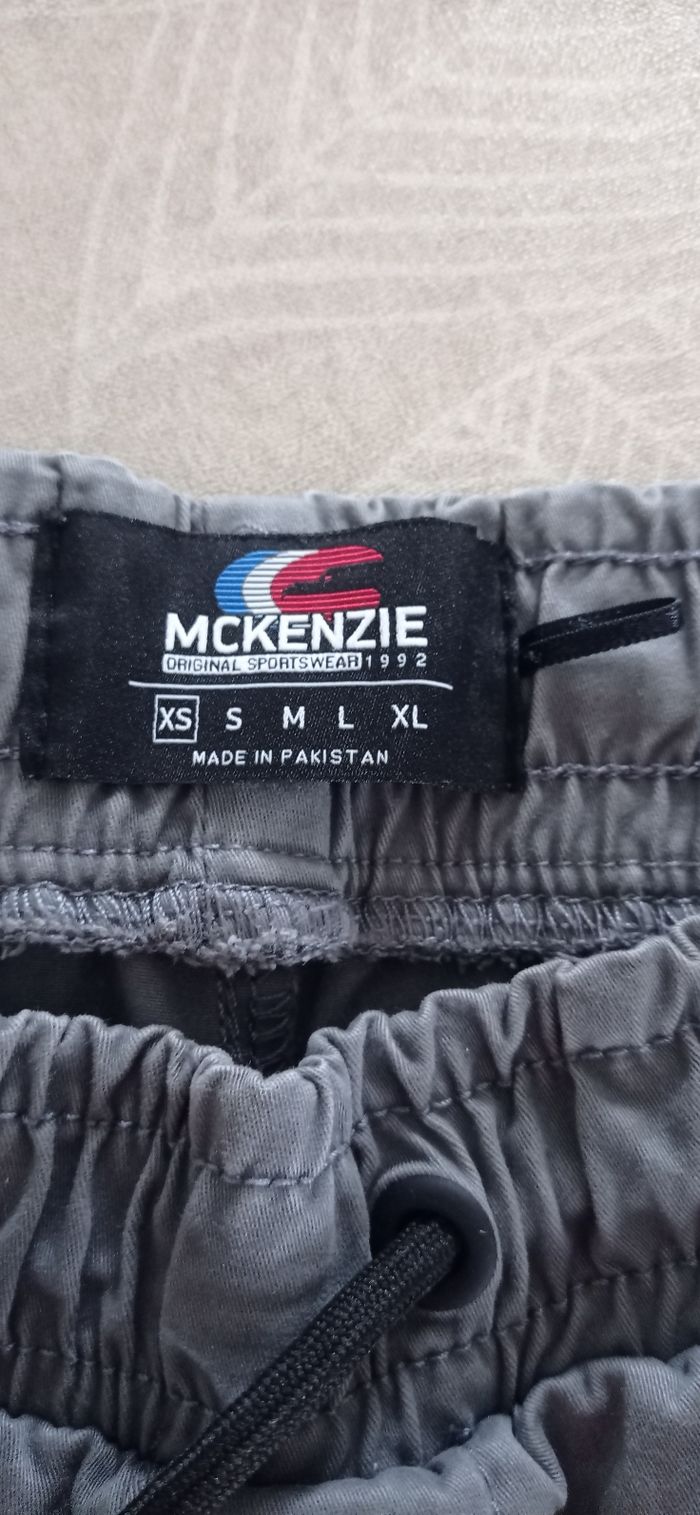 MCKENZIE
ORIGINAL SPORTSWEAR 1992
XS S M L XL
MADE IN PAKISTAN